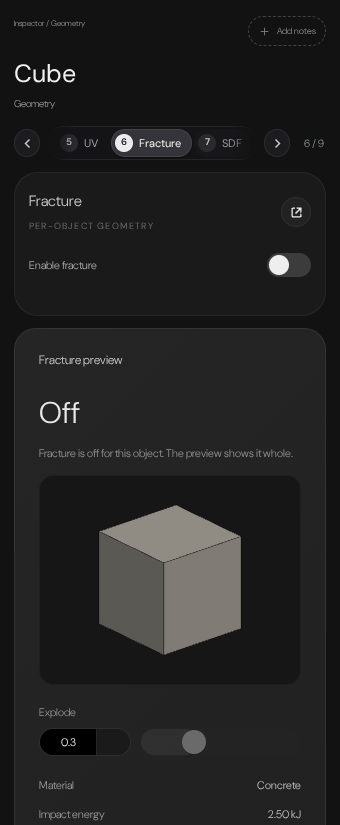 Inspector / Geometry
+ Add notes
Cube
Geometry
5 UV 6 Fracture 7 SDF 6 / 9
Fracture
PER-OBJECT GEOMETRY
Enable fracture
Fracture preview
Off
Fracture is off for this object. The preview shows it whole.
Explode
0.3
Material Concrete
Impact energy 2.50 kJ